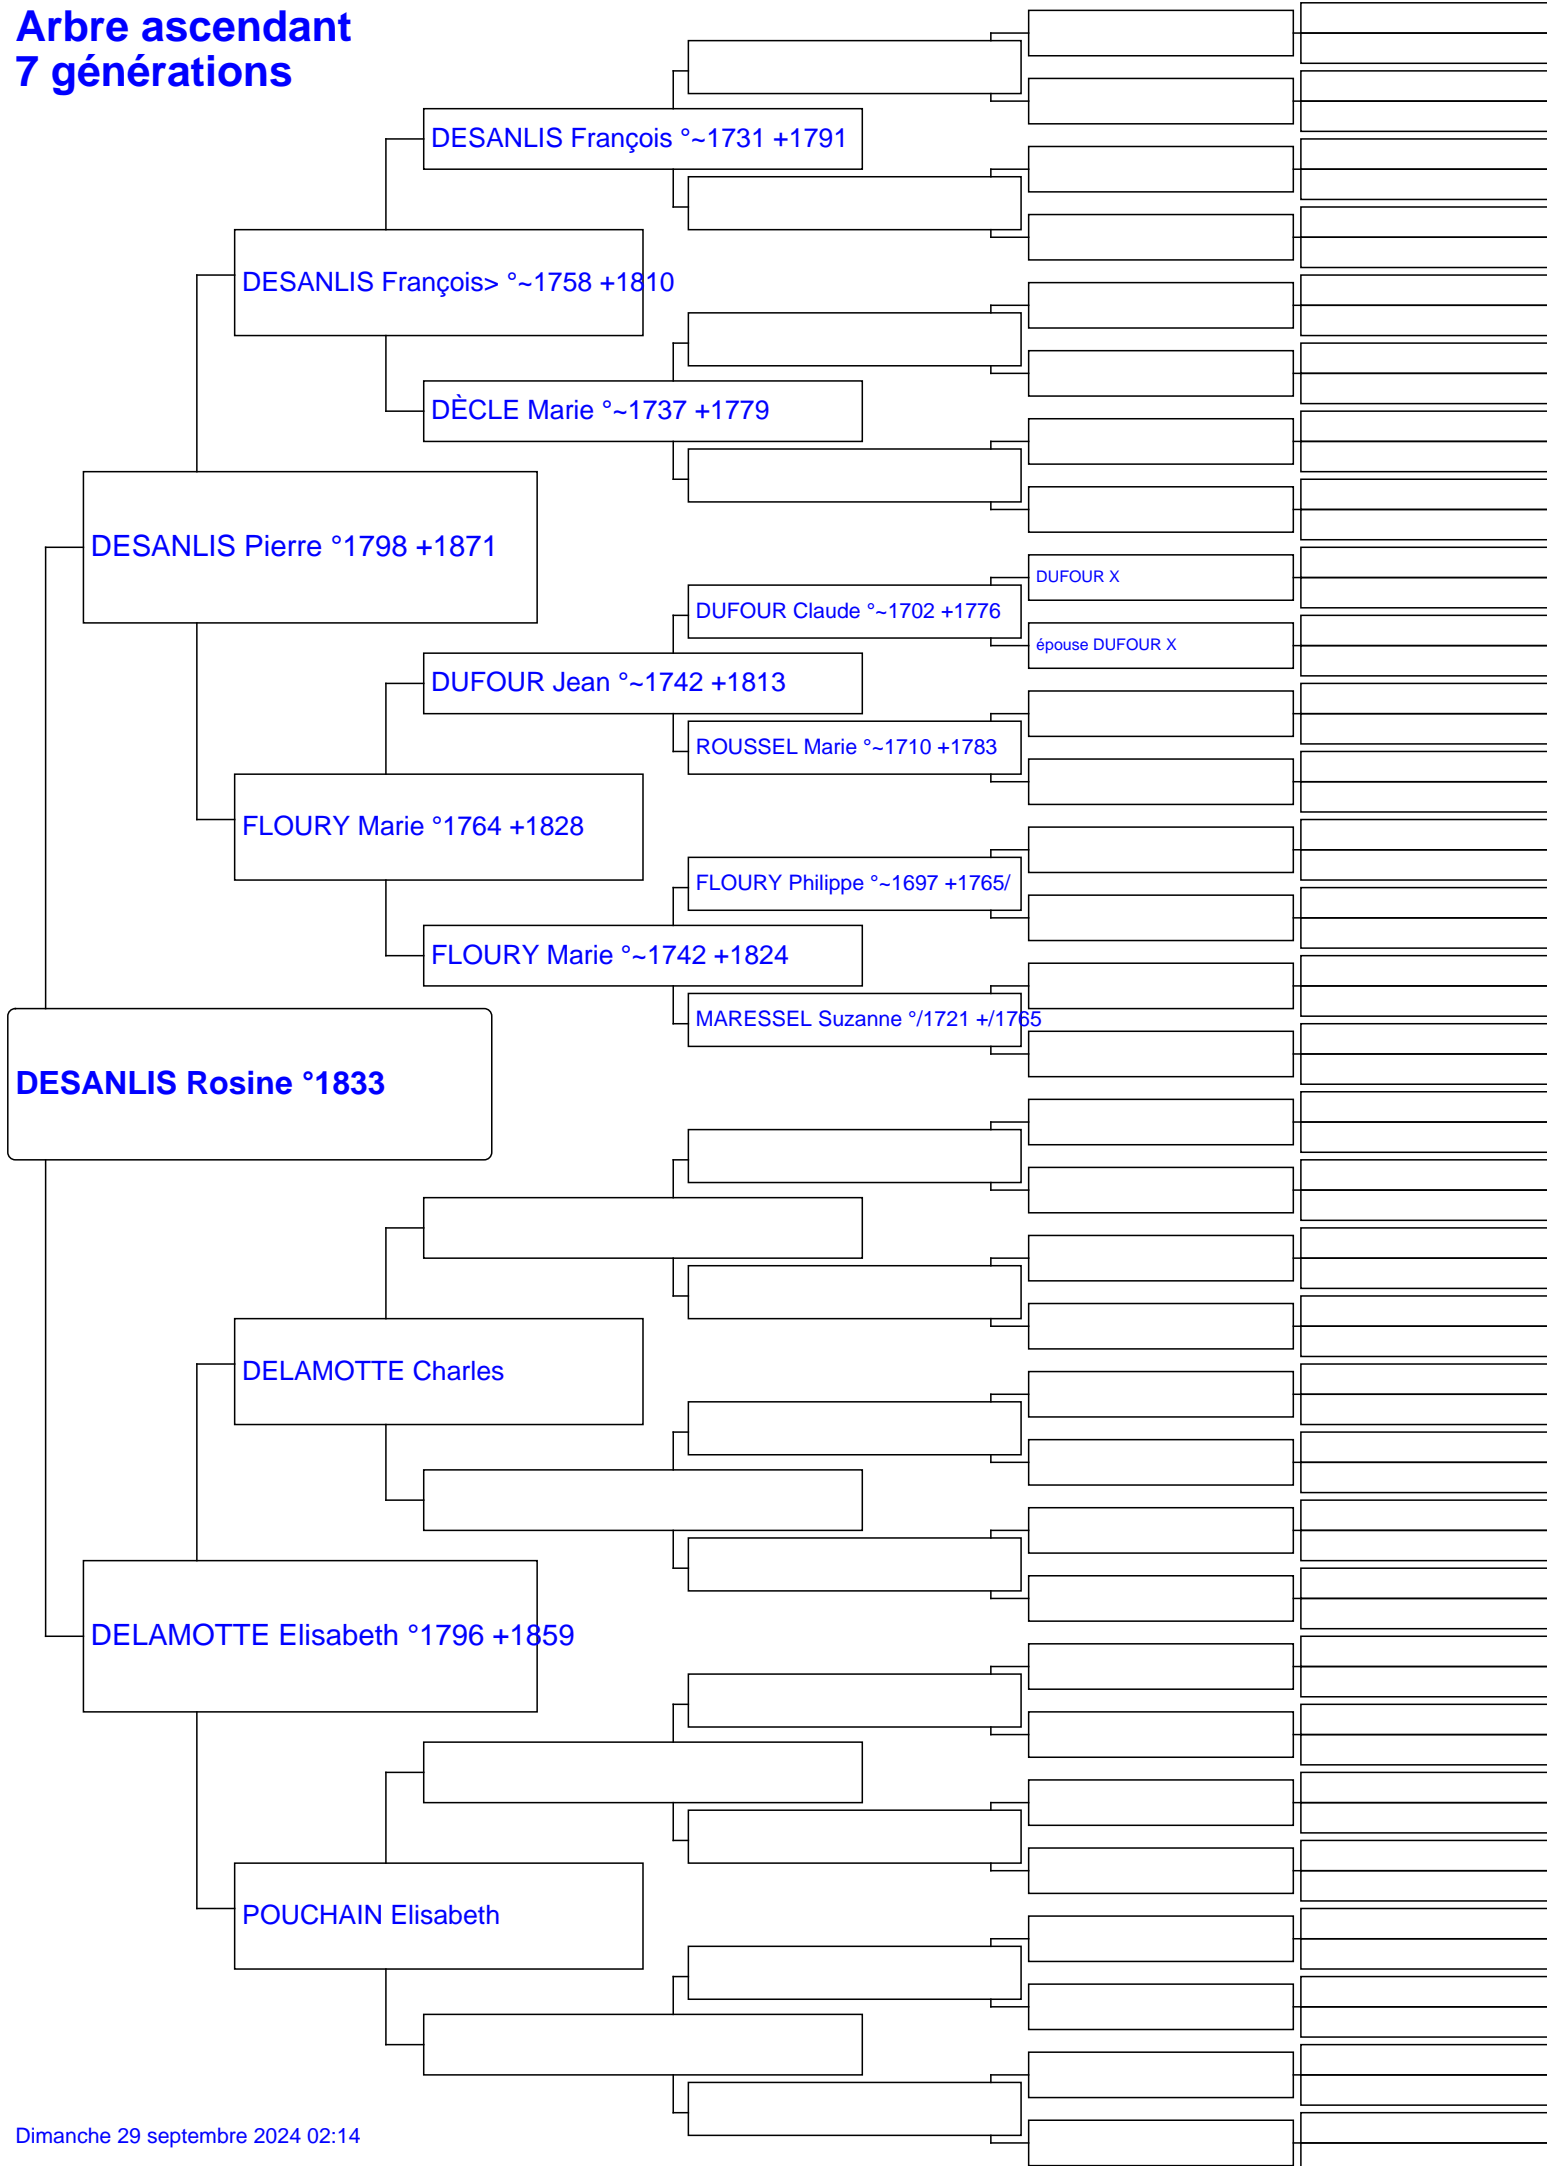 Arbre ascendant
7 générations
DESANLIS François °~1731 +1791
DESANLIS François> °~1758 +1810
DÈCLE Marie °~1737 +1779
DESANLIS Pierre °1798 +1871
DUFOUR X
DUFOUR Claude °~1702 +1776
épouse DUFOUR X
DUFOUR Jean °~1742 +1813
ROUSSEL Marie °~1710 +1783
FLOURY Marie °1764 +1828
FLOURY Philippe °~1697 +1765/
FLOURY Marie °~1742 +1824
MARESSEL Suzanne °/1721 +/1765
DESANLIS Rosine °1833
DELAMOTTE Charles
DELAMOTTE Elisabeth °1796 +1859
POUCHAIN Elisabeth
Dimanche 29 septembre 2024 02:14